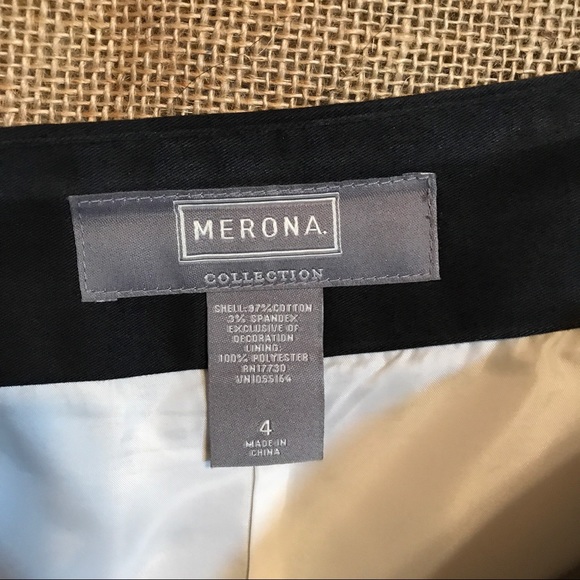 MERONA.
COLLECTION
SHELL:97%COTTON
3% SPANDEX
EXCLUSIVE OF
DECORATION
LINING:
100% POLYESTER
RN17730
4
MADE IN
CHINA